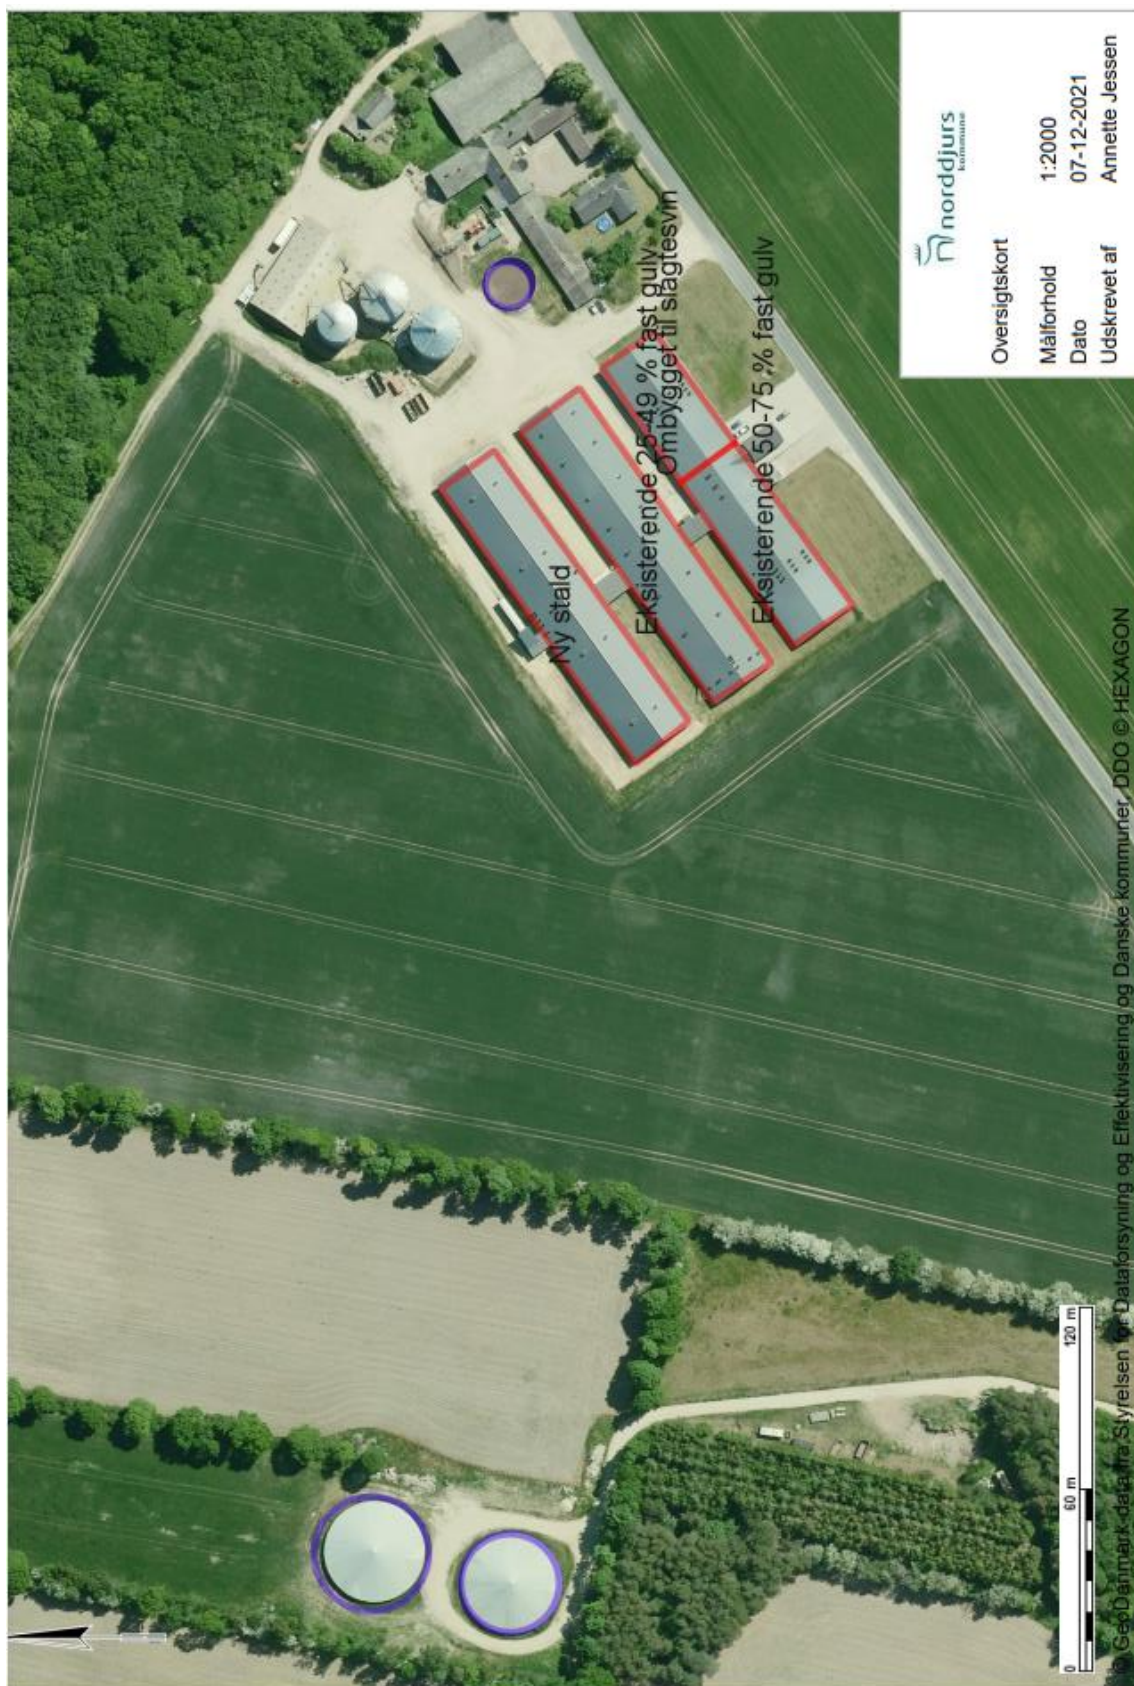 Ny stald
Eksisterende 25-49 % fast gulv
Ombygget til slagtesvin
Eksisterende 50-75,% fast gulv
norddjurs
kommune
Oversigtskort
Målforhold 1:2000
Dato 07-12-2021
Udskrevet af Annette Jessen
0 60 m 120 m
© GeoDanmark-data fra Styrelsen for Dataforsyning og Effektivisering og Danske kommuner, DDO © HEXAGON